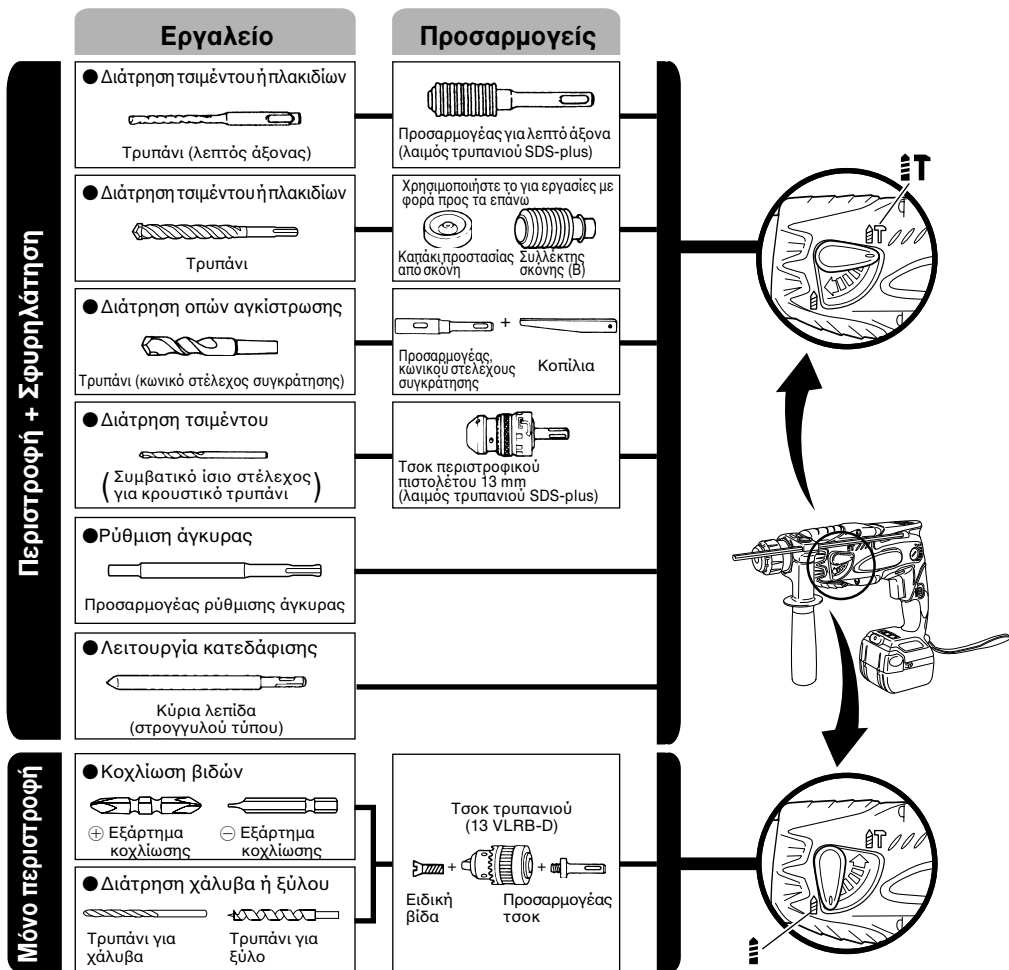 Εργαλείο
Προσαρμογείς
Περιστροφή + Σφυρηλάτηση
● Διάτρηση τσιμέντου ή πλακιδίων
Τρυπάνι (λεπτός άξονας)
Προσαρμογέας για λεπτό άξονα
(λαιμός τρυπανιού SDS-plus)
● Διάτρηση τσιμέντου ή πλακιδίων
Τρυπάνι
Χρησιμοποιήστε το για εργασίες με
φορά προς τα επάνω
Καπάκι προστασίας
από σκόνη
Συλλέκτης
σκόνης (B)
● Διάτρηση οπών αγκίστρωσης
Τρυπάνι (κωνικό στέλεχος συγκράτησης)
+
Προσαρμογέας,
κωνικού στελέχους
συγκράτησης
Κοπίλια
● Διάτρηση τσιμέντου
(Συμβατικό ίσιο στέλεχος
για κρουστικό τρυπάνι)
Τσοκ περιστροφικού
πιστολέτου 13 mm
(λαιμός τρυπανιού SDS-plus)
● Ρύθμιση άγκυρας
Προσαρμογέας ρύθμισης άγκυρας
● Λειτουργία κατεδάφισης
Κύρια λεπίδα
(στρογγυλού τύπου)
Μόνο περιστροφή
● Κοχλίωση βιδών
⊕ Εξάρτημα
κοχλίωσης
⊖ Εξάρτημα
κοχλίωσης
● Διάτρηση χάλυβα ή ξύλου
Τρυπάνι για
χάλυβα
Τρυπάνι για
ξύλο
Τσοκ τρυπανιού
(13 VLRB-D)
+ +
Ειδική
βίδα
Προσαρμογέας
τσοκ